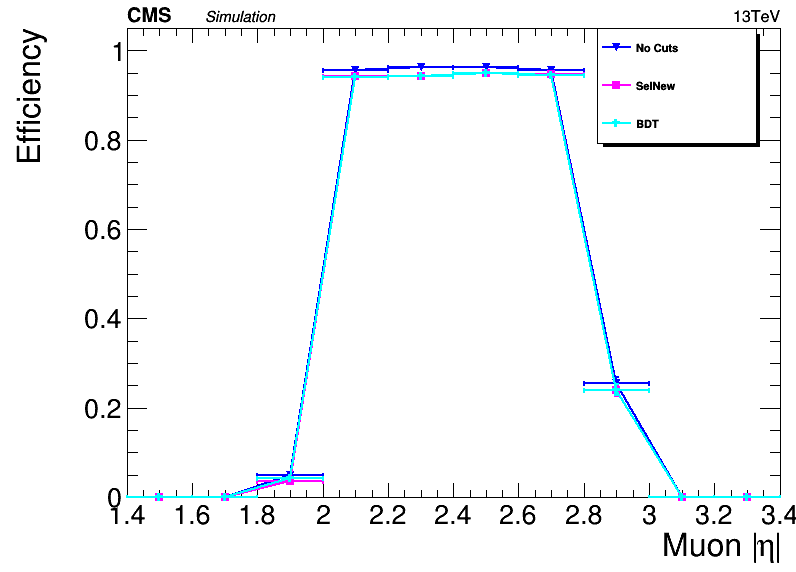 CMS Simulation 13TeV
No Cuts
SelNew
BDT
Efficiency
1
0.8
0.6
0.4
0.2
0
1.4 1.6 1.8 2 2.2 2.4 2.6 2.8 3 3.2 3.4
Muon |η|